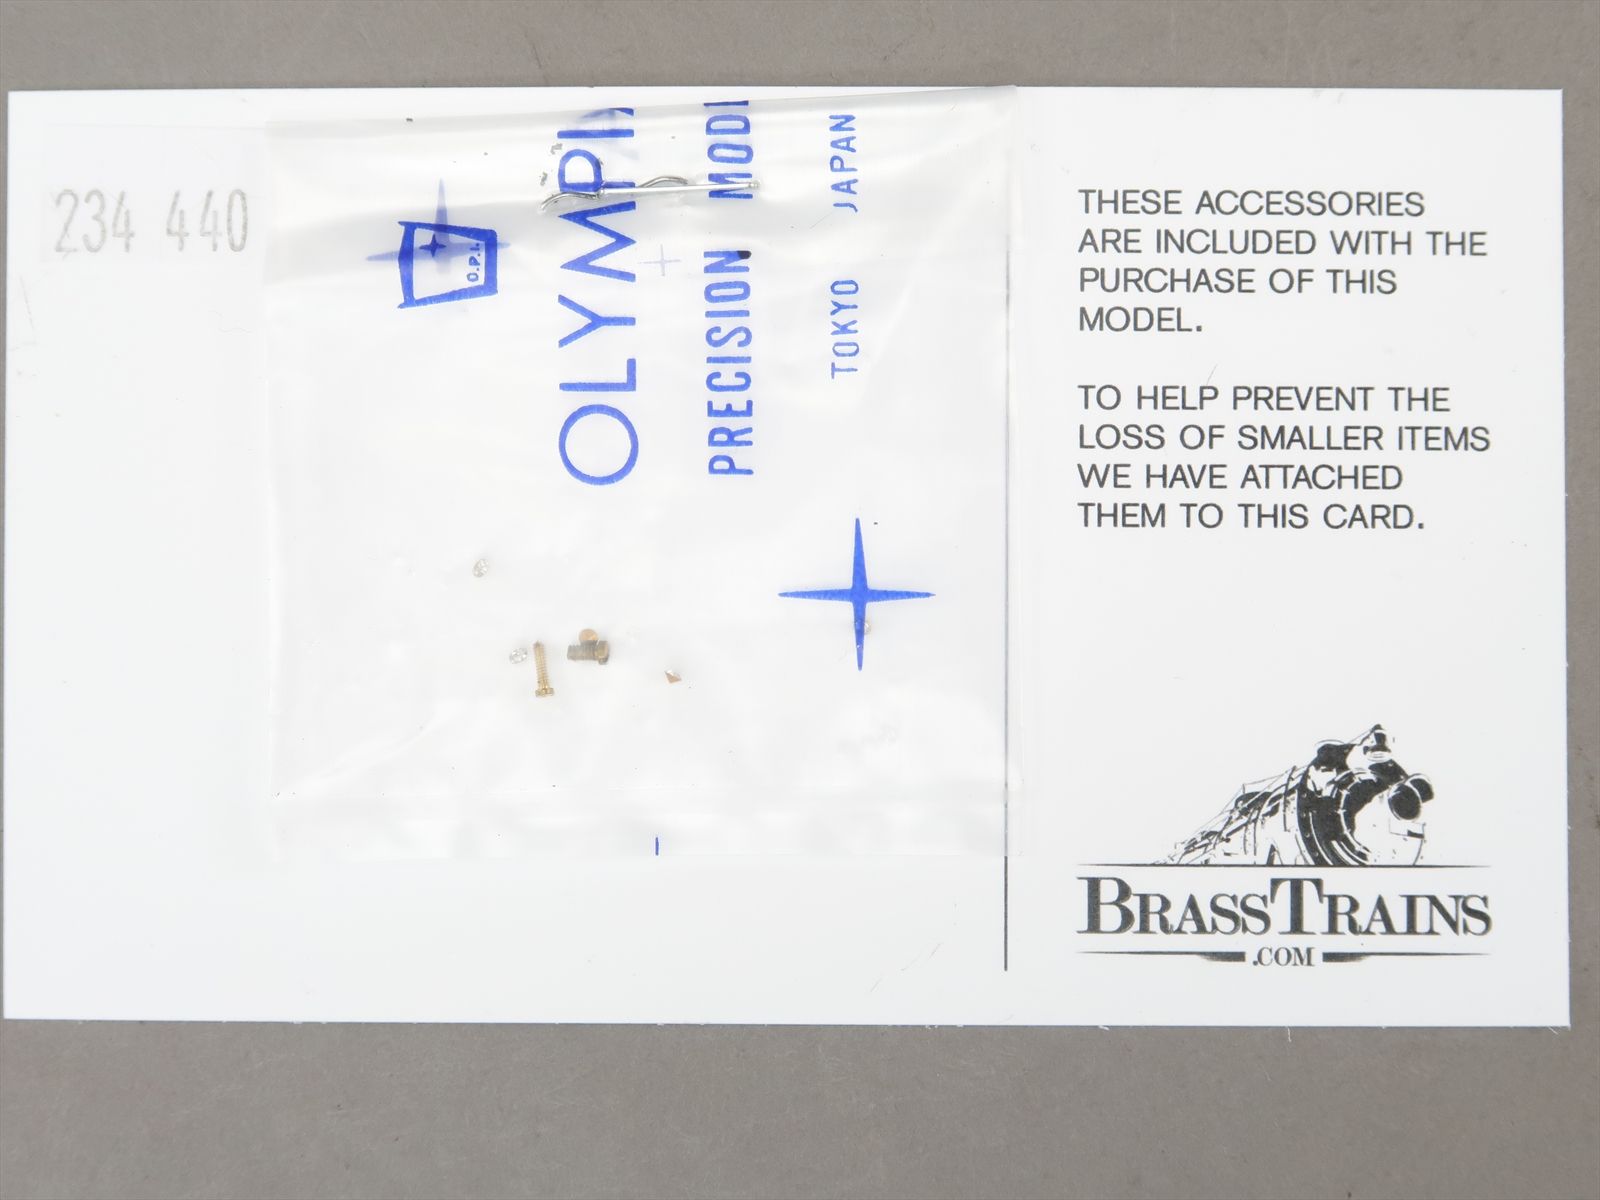 234 440
O.P.I.
OLYMPIA
PRECISION MODE
TOKYO JAPAN
THESE ACCESSORIES
ARE INCLUDED WITH THE
PURCHASE OF THIS
MODEL.
TO HELP PREVENT THE
LOSS OF SMALLER ITEMS
WE HAVE ATTACHED
THEM TO THIS CARD.
BRASSTRAINS
.COM